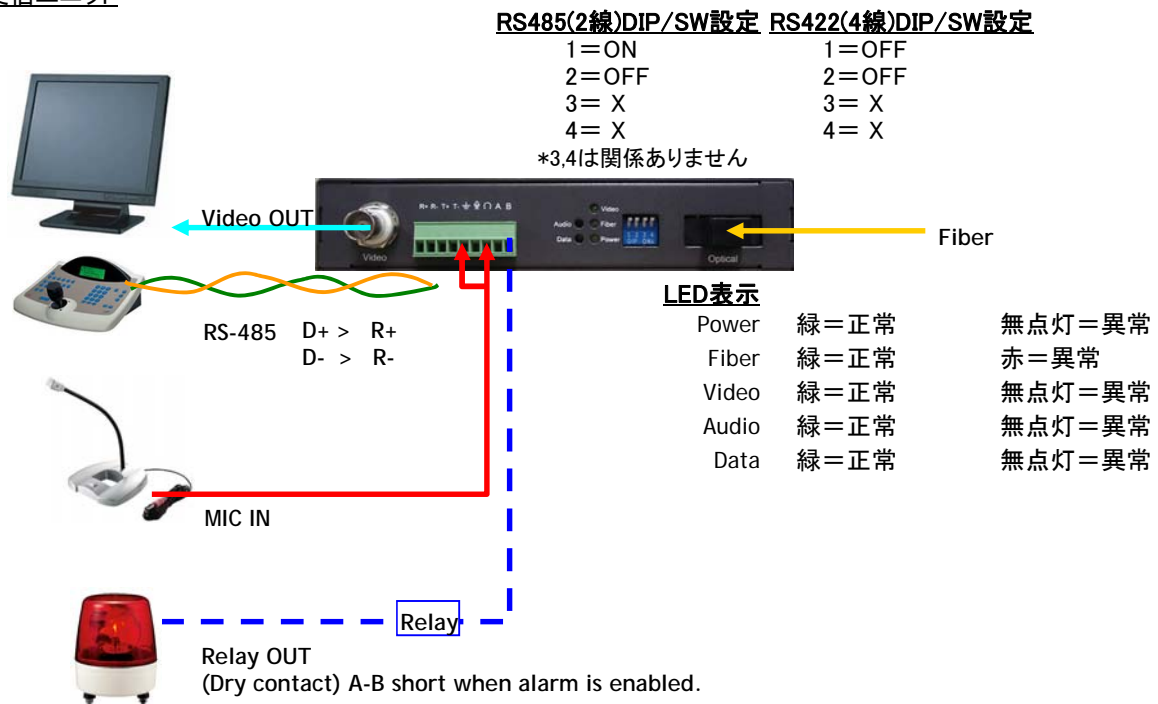 RS485(2線)DIP/SW設定 RS422(4線)DIP/SW設定
1＝ON 1＝OFF
2＝OFF 2＝OFF
3＝ X 3＝ X
4＝ X 4＝ X
*3,4は関係ありません
Video OUT
R+ R- T+ T- A B
Video
Audio Fiber
Data Power
1 2 3 4
Video
Optical
Fiber
RS-485 D+ > R+
D- > R-
LED表示
Power 緑＝正常 無点灯＝異常
Fiber 緑＝正常 赤＝異常
Video 緑＝正常 無点灯＝異常
Audio 緑＝正常 無点灯＝異常
Data 緑＝正常 無点灯＝異常
MIC IN
Relay
Relay OUT
(Dry contact) A-B short when alarm is enabled.